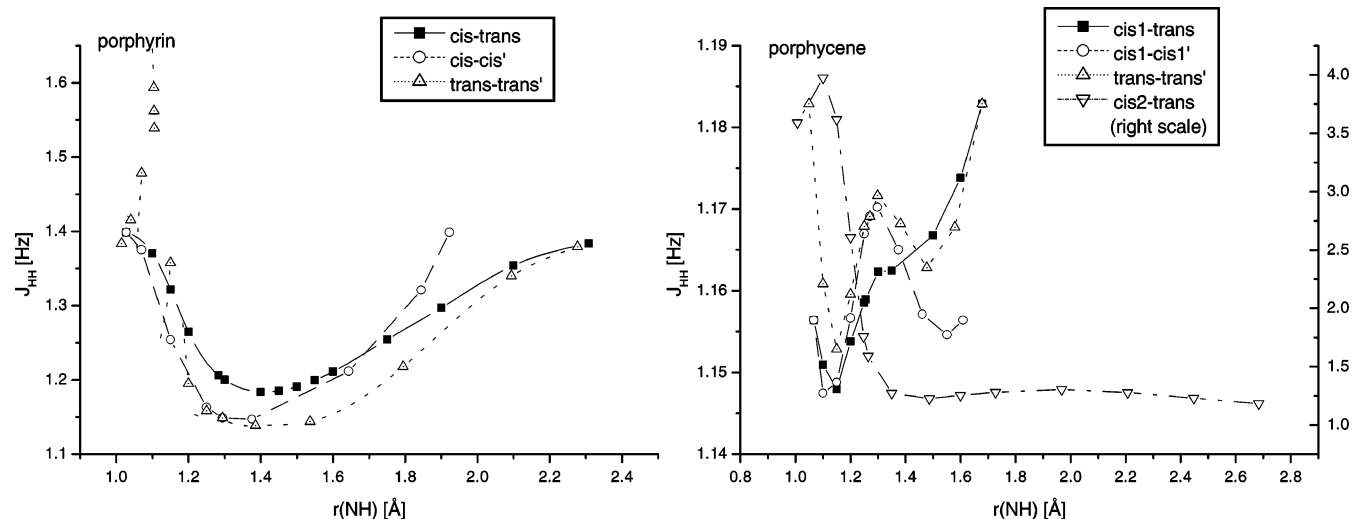 porphyrin
cis-trans
cis-cis'
trans-trans'
1.6
1.5
1.4
1.3
1.2
1.1
J_HH [Hz]
1.0 1.2 1.4 1.6 1.8 2.0 2.2 2.4
r(NH) [Å]
porphycene
cis1-trans
cis1-cis1'
trans-trans'
cis2-trans
(right scale)
1.19
1.18
1.17
1.16
1.15
1.14
J_HH [Hz]
4.0
3.5
3.0
2.5
2.0
1.5
1.0
0.8 1.0 1.2 1.4 1.6 1.8 2.0 2.2 2.4 2.6 2.8
r(NH) [Å]